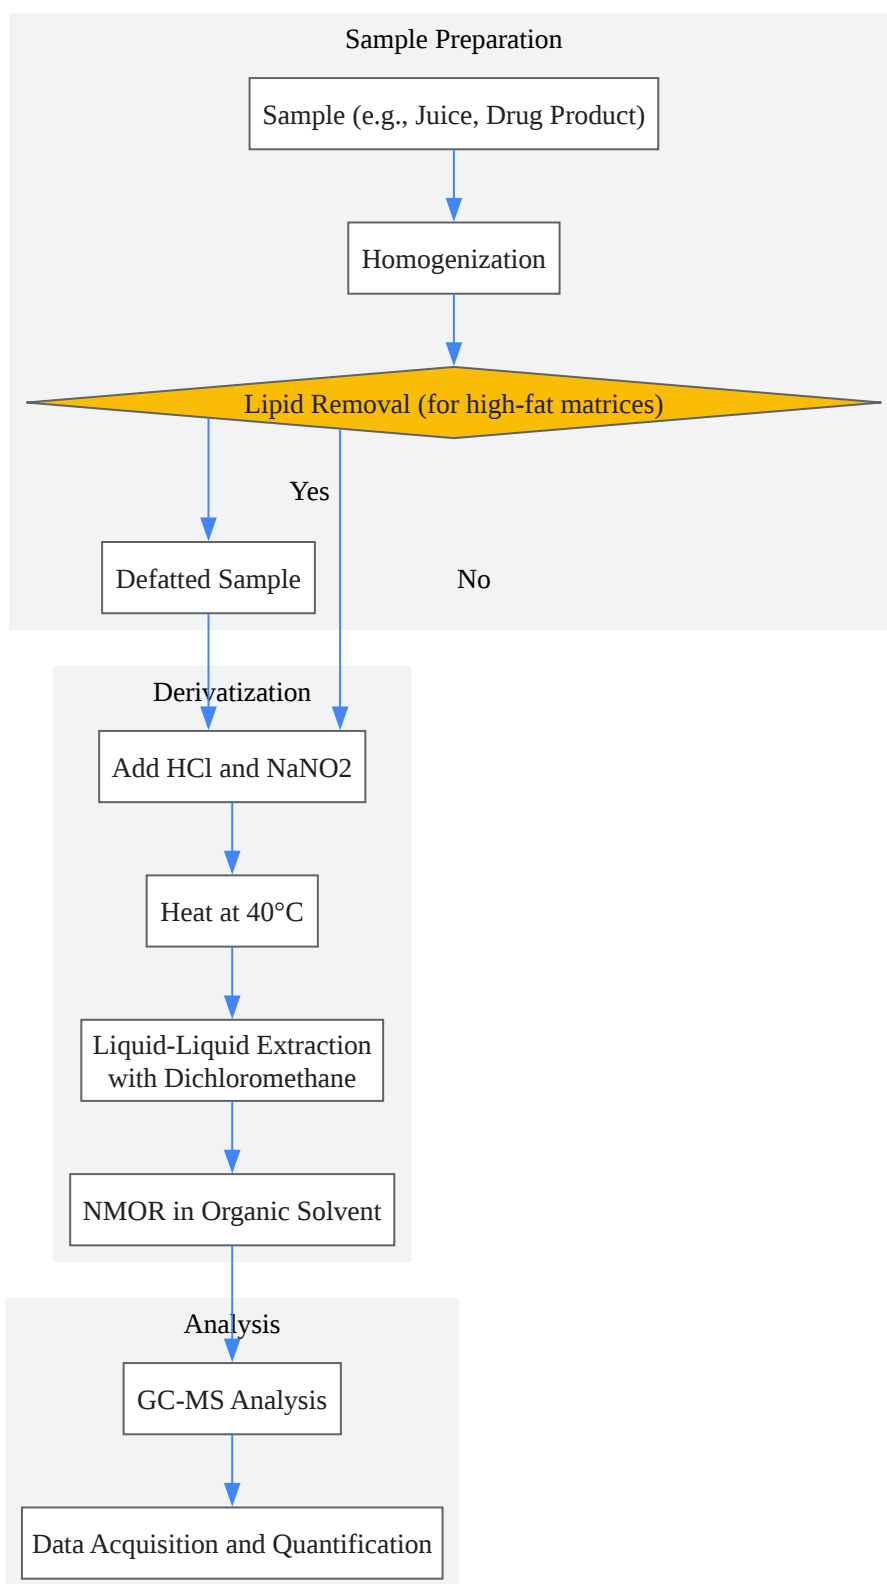 Sample Preparation
Sample (e.g., Juice, Drug Product)
Homogenization
Lipid Removal (for high-fat matrices)
Yes
Defatted Sample
No
Derivatization
Add HCl and NaNO2
Heat at 40°C
Liquid-Liquid Extraction
with Dichloromethane
NMOR in Organic Solvent
Analysis
GC-MS Analysis
Data Acquisition and Quantification